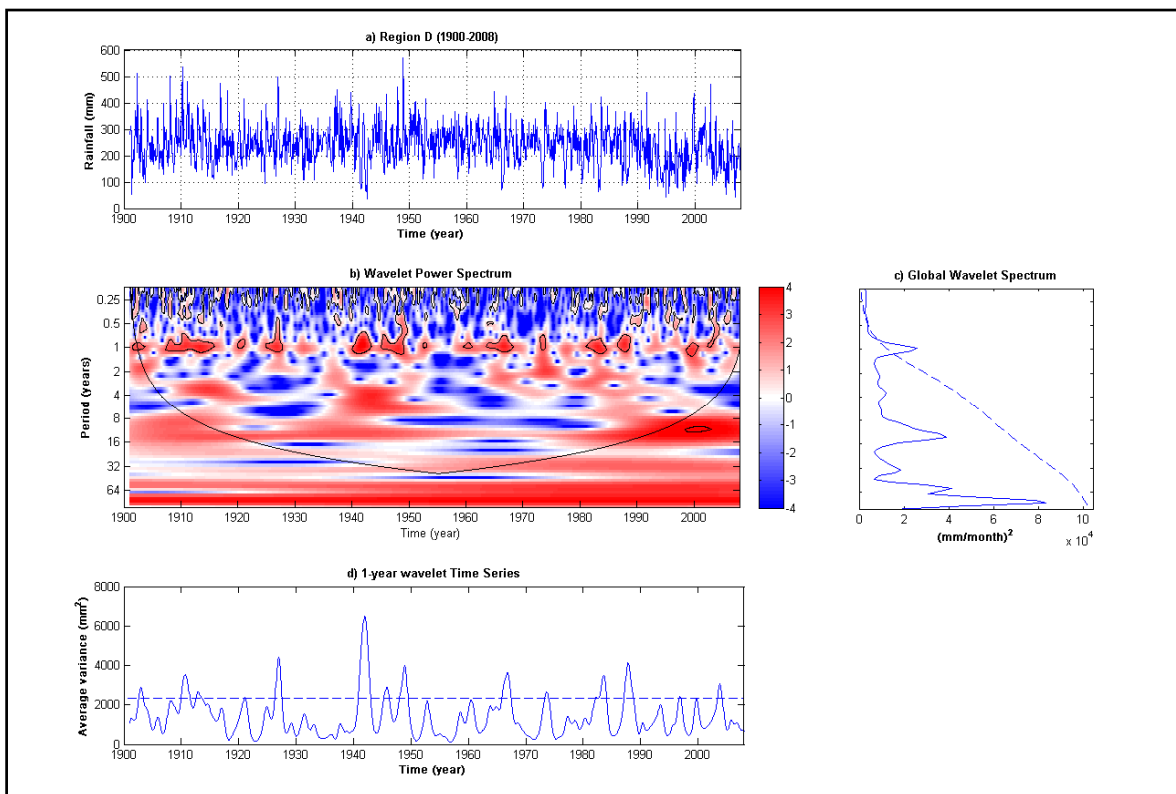 a) Region D (1900-2008)
600
500
400
300
200
100
0
Rainfall (mm)
1900 1910 1920 1930 1940 1950 1960 1970 1980 1990 2000
Time (year)
b) Wavelet Power Spectrum
0.25
0.5
1
2
4
8
16
32
64
Period (years)
1900 1910 1920 1930 1940 1950 1960 1970 1980 1990 2000
Time (year)
4
3
2
1
0
-1
-2
-3
-4
c) Global Wavelet Spectrum
0 2 4 6 8 10
x 10⁴
(mm/month)²
d) 1-year wavelet Time Series
8000
6000
4000
2000
0
Average variance (mm²)
1900 1910 1920 1930 1940 1950 1960 1970 1980 1990 2000
Time (year)